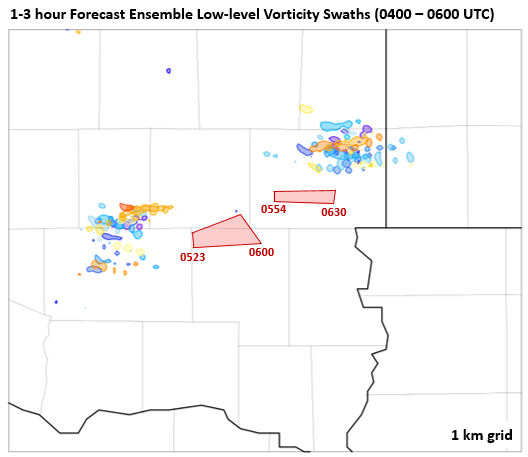 1-3 hour Forecast Ensemble Low-level Vorticity Swaths (0400 – 0600 UTC)
0554
0630
0523
0600
1 km grid